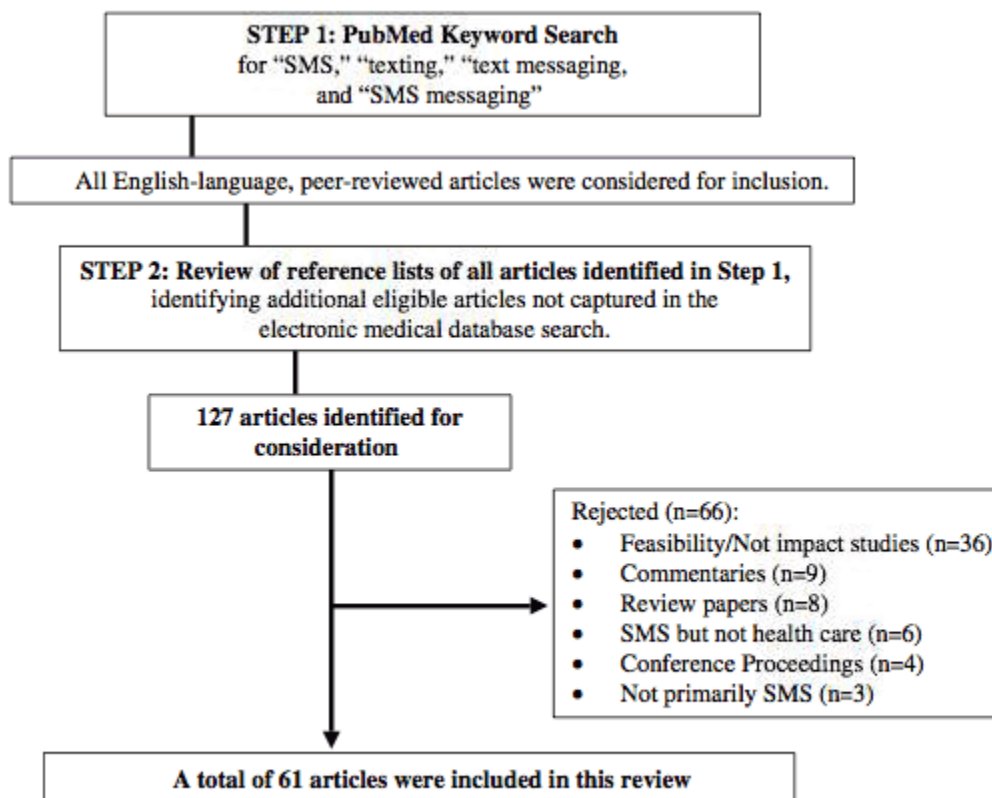 STEP 1: PubMed Keyword Search
for “SMS,” “texting,” “text messaging,
and “SMS messaging”
All English-language, peer-reviewed articles were considered for inclusion.
STEP 2: Review of reference lists of all articles identified in Step 1,
identifying additional eligible articles not captured in the
electronic medical database search.
127 articles identified for
consideration
Rejected (n=66):
• Feasibility/Not impact studies (n=36)
• Commentaries (n=9)
• Review papers (n=8)
• SMS but not health care (n=6)
• Conference Proceedings (n=4)
• Not primarily SMS (n=3)
A total of 61 articles were included in this review